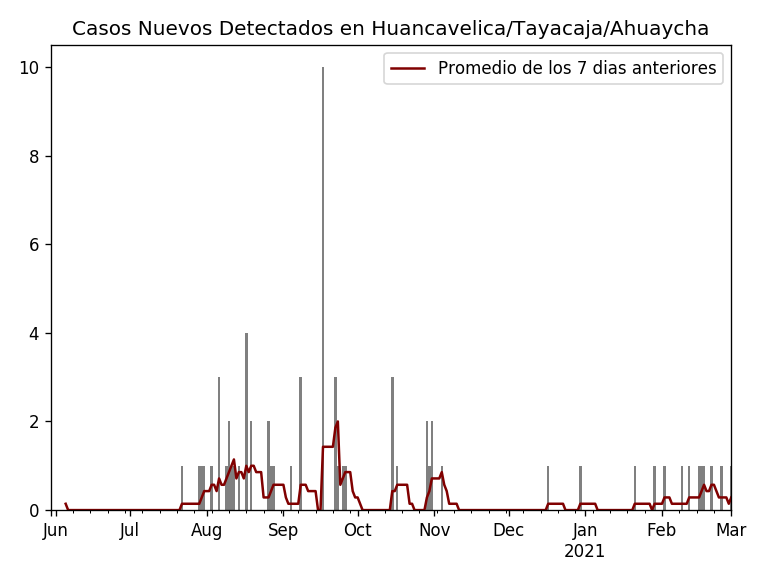 Casos Nuevos Detectados en Huancavelica/Tayacaja/Ahuaycha
Promedio de los 7 dias anteriores
10
8
6
4
2
0
Jun Jul Aug Sep Oct Nov Dec Jan Feb Mar
2021